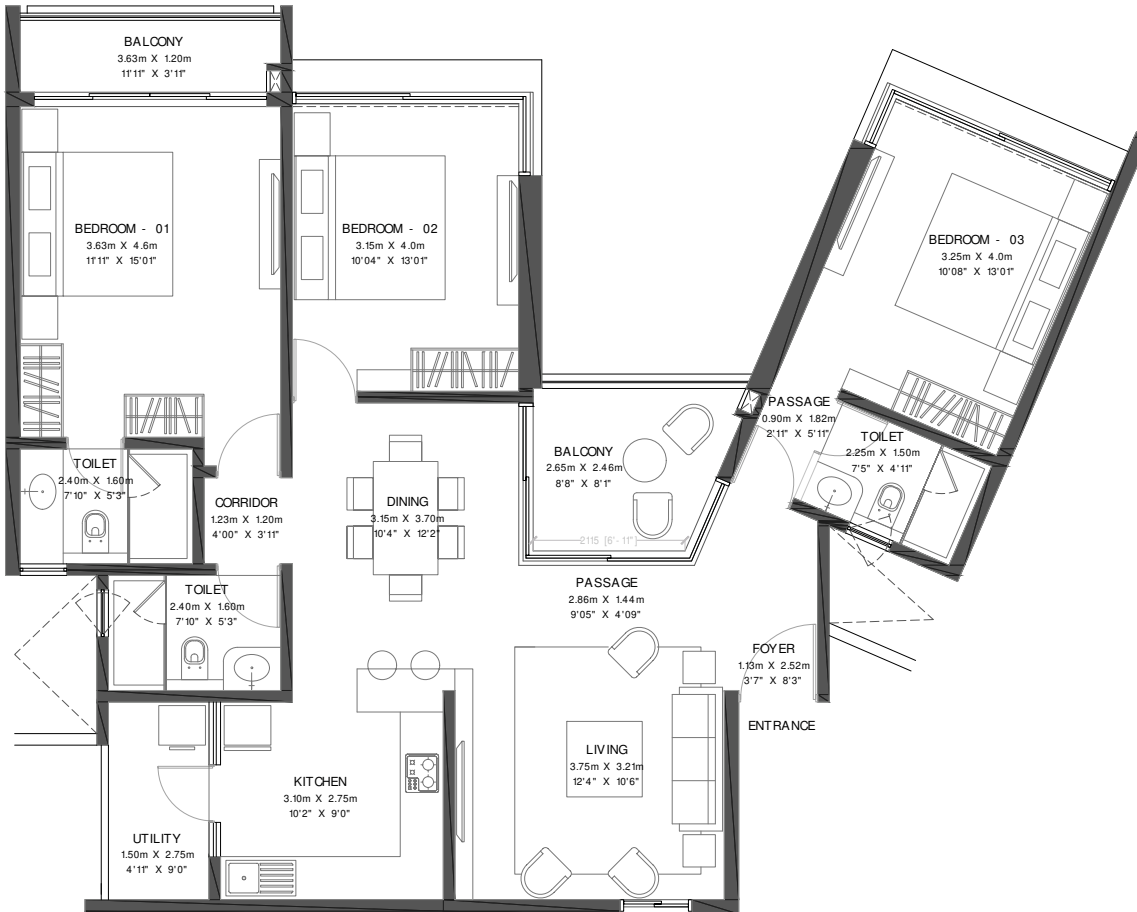 BALCONY
3.63m X 1.20m
11'11" X 3'11"
BEDROOM - 01
3.63m X 4.6m
11'11" X 15'01"
BEDROOM - 02
3.15m X 4.0m
10'04" X 13'01"
BEDROOM - 03
3.25m X 4.0m
10'08" X 13'01"
PASSAGE
0.90m X 1.82m
2'11" X 5'11"
TOILET
2.25m X 1.50m
7'5" X 4'11"
BALCONY
2.65m X 2.46m
8'8" X 8'1"
2115 [6'- 11"]
TOILET
2.40m X 1.60m
7'10" X 5'3"
CORRIDOR
1.23m X 1.20m
4'00" X 3'11"
DINING
3.15m X 3.70m
10'4" X 12'2"
TOILET
2.40m X 1.60m
7'10" X 5'3"
PASSAGE
2.86m X 1.44m
9'05" X 4'09"
FOYER
1.13m X 2.52m
3'7" X 8'3"
ENTRANCE
LIVING
3.75m X 3.21m
12'4" X 10'6"
KITCHEN
3.10m X 2.75m
10'2" X 9'0"
UTILITY
1.50m X 2.75m
4'11" X 9'0"